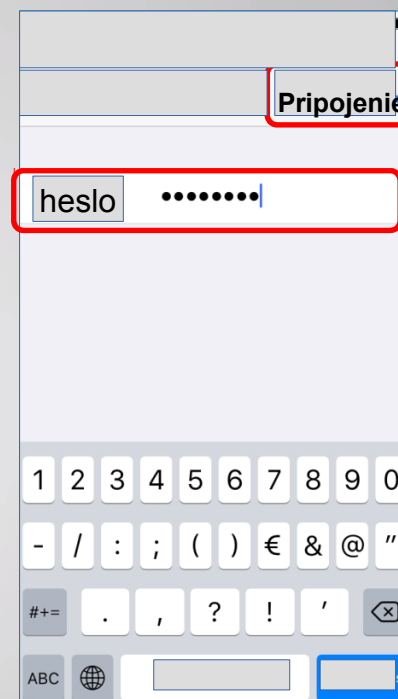 Pripojenie
heslo ••••••••
1 2 3 4 5 6 7 8 9 0
- / : ; ( ) € & @ "
#+= . , ? ! ′
ABC